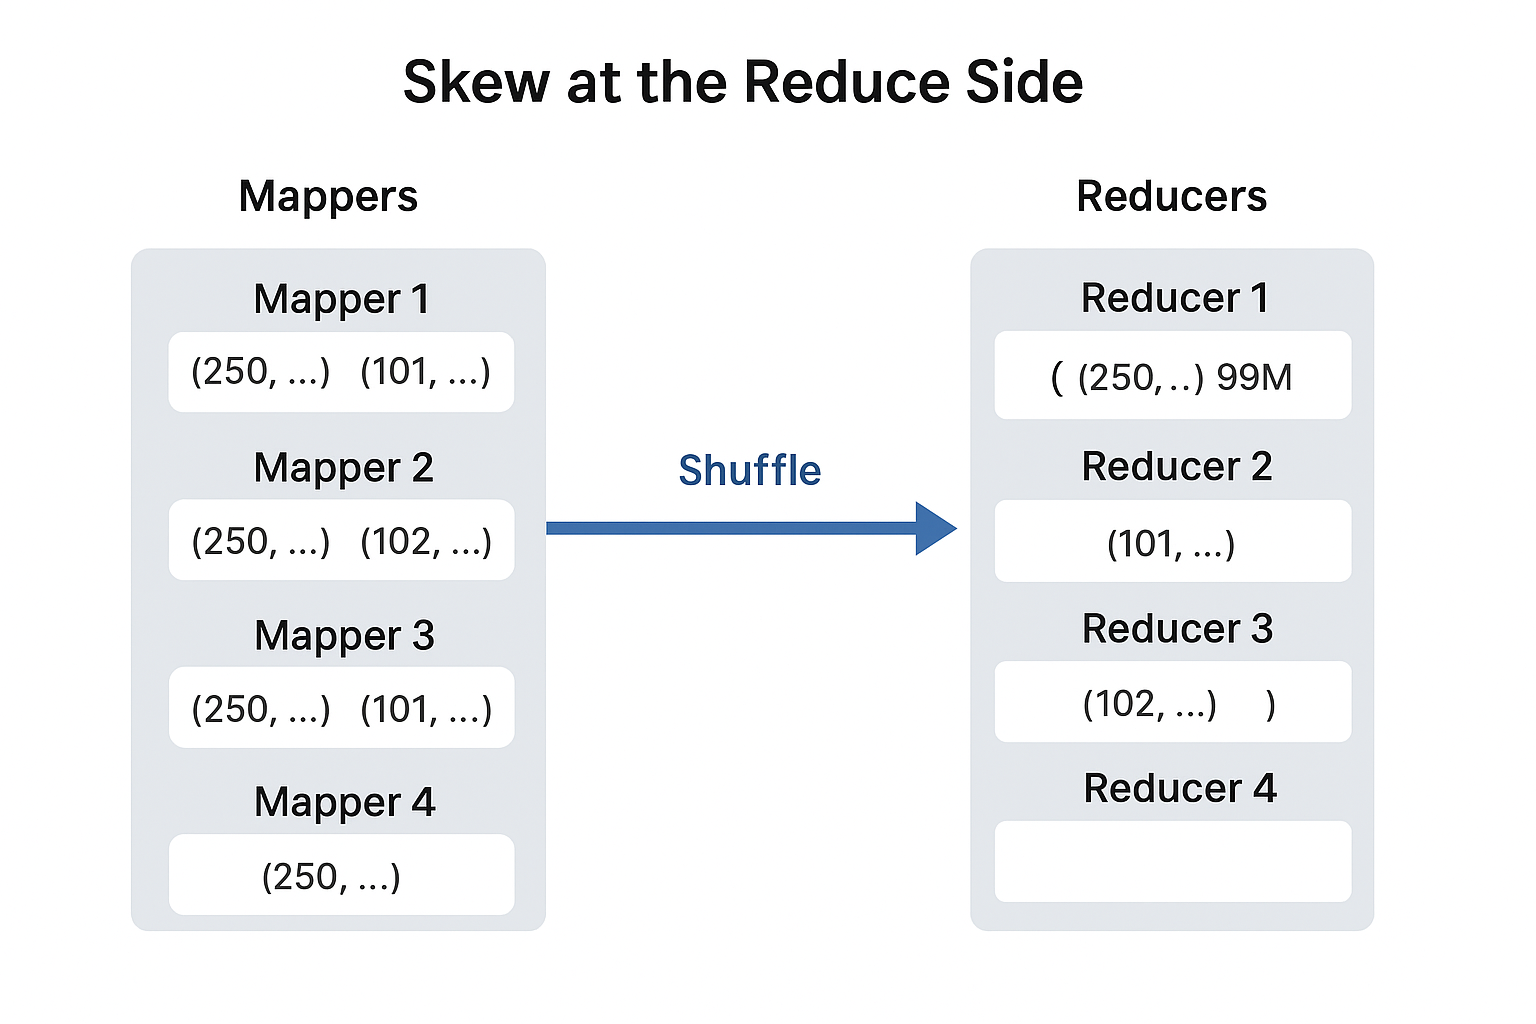 Skew at the Reduce Side
Mappers
Mapper 1
(250, ...) (101, ...)
Mapper 2
(250, ...) (102, ...)
Mapper 3
(250, ...) (101, ...)
Mapper 4
(250, ...)
Shuffle
Reducers
Reducer 1
( (250, . .) 99M
Reducer 2
(101, ...)
Reducer 3
(102, ...) )
Reducer 4